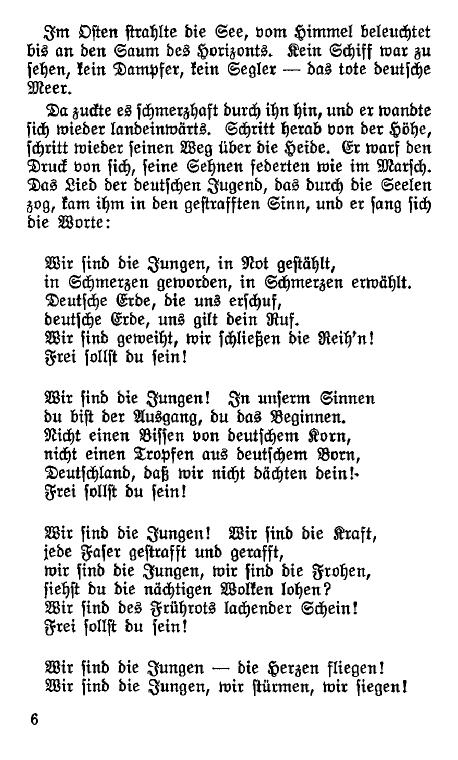 Im Osten strahlte die See, vom Himmel beleuchtet
bis an den Saum des Horizonts. Kein Schiff war zu
sehen, kein Dampfer, kein Segler — das tote deutsche
Meer.
Da zuckte es schmerzhaft durch ihn hin, und er wandte
sich wieder landeinwärts. Schritt herab von der Höhe,
schritt wieder seinen Weg über die Heide. Er warf den
Druck von sich, seine Sehnen federten wie im Marsch.
Das Lied der deutschen Jugend, das durch die Seelen
zog, kam ihm in den gestrafften Sinn, und er sang sich
die Worte:
Wir sind die Jungen, in Not gestählt,
in Schmerzen geworden, in Schmerzen erwählt.
Deutsche Erde, die uns erschuf,
deutsche Erde, uns gilt dein Ruf.
Wir sind geweiht, wir schließen die Reih'n!
Frei sollst du sein!
Wir sind die Jungen! In unserm Sinnen
du bist der Ausgang, du das Beginnen.
Nicht einen Bissen von deutschem Korn,
nicht einen Tropfen aus deutschem Born,
Deutschland, daß wir nicht dächten dein!
Frei sollst du sein!
Wir sind die Jungen! Wir sind die Kraft,
jede Faser gestrafft und gerafft,
wir sind die Jungen, wir sind die Frohen,
siehst du die nächtigen Wolken lohen?
Wir sind des Frührots lachender Schein!
Frei sollst du sein!
Wir sind die Jungen — die Herzen fliegen!
Wir sind die Jungen, wir stürmen, wir siegen!
6